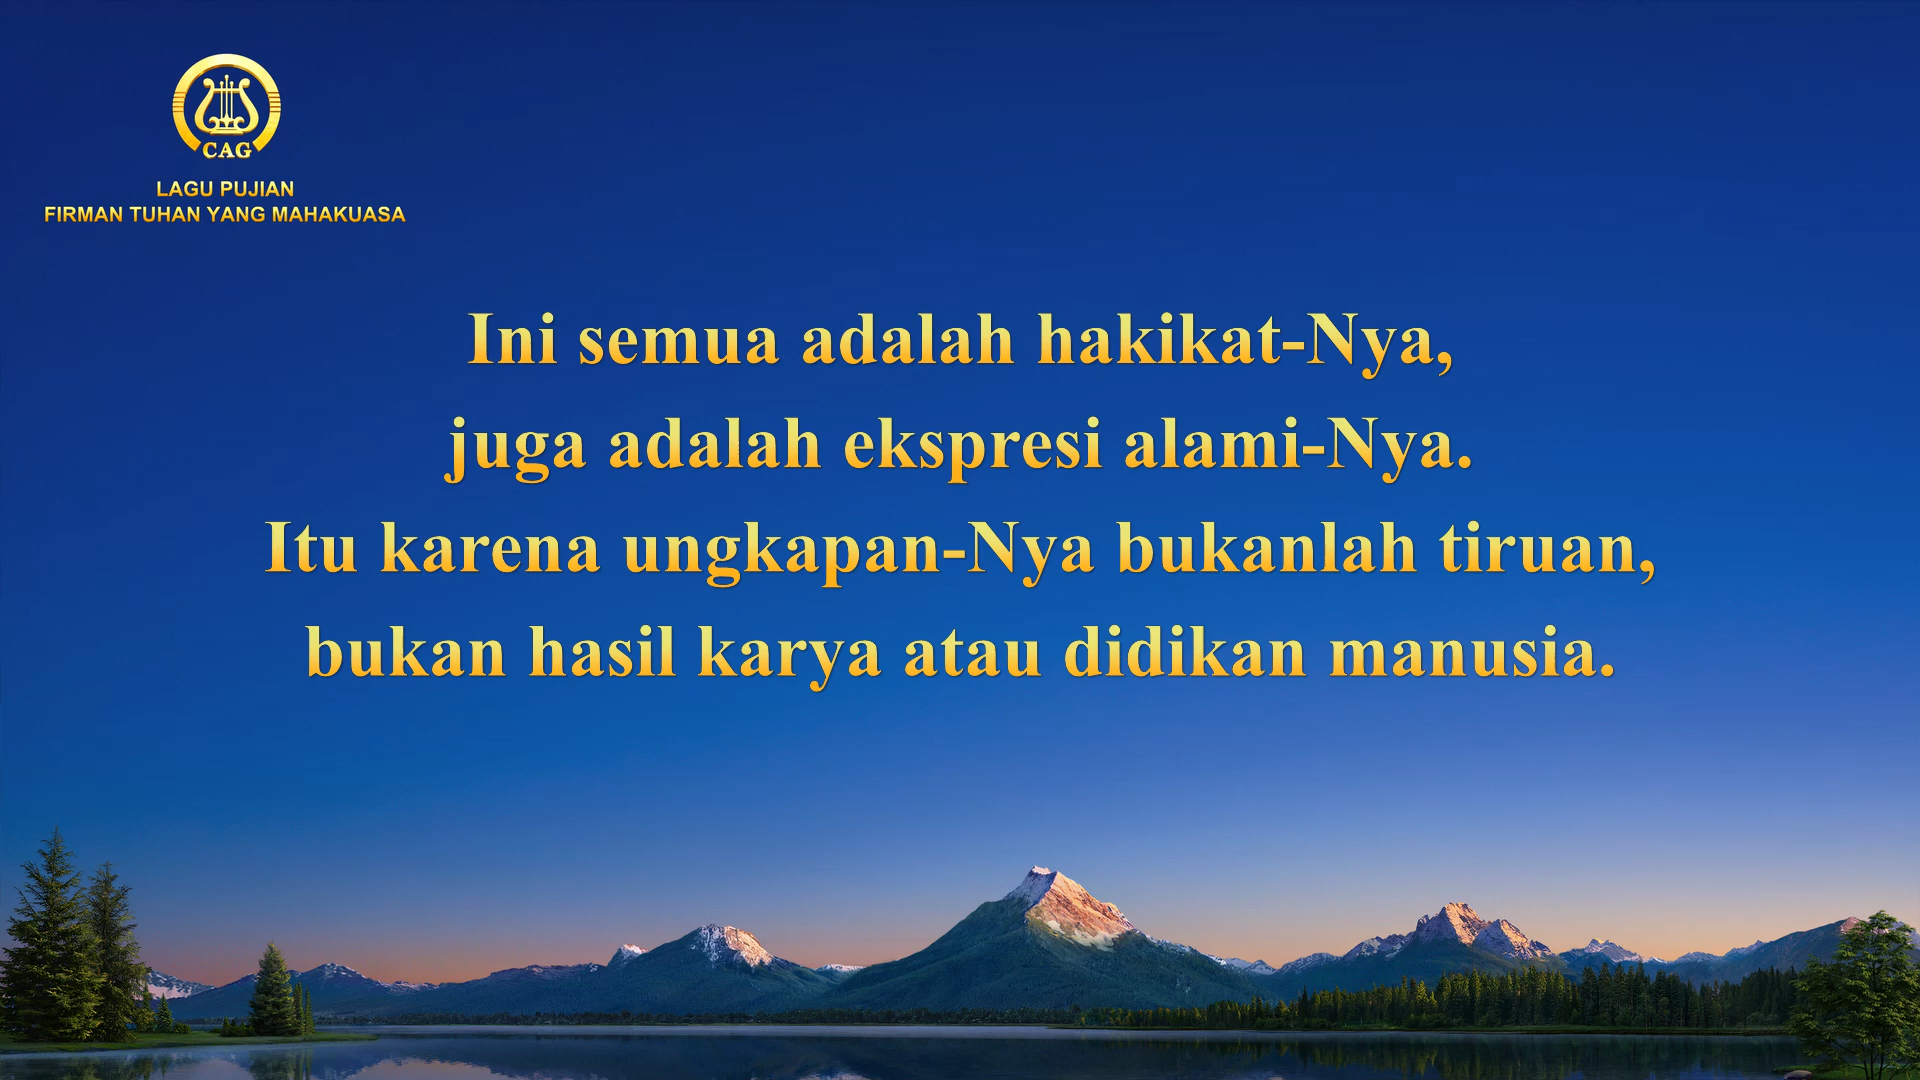 CAG
LAGU PUJIAN
FIRMAN TUHAN YANG MAHAKUASA
Ini semua adalah hakikat-Nya,
juga adalah ekspresi alami-Nya.
Itu karena ungkapan-Nya bukanlah tiruan,
bukan hasil karya atau didikan manusia.